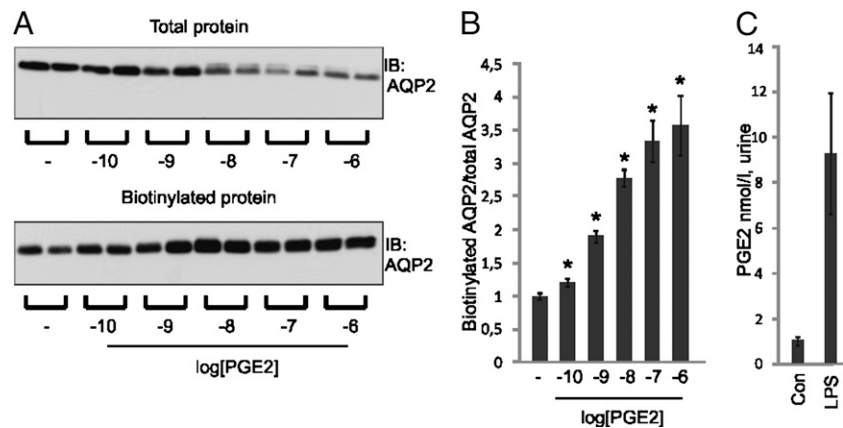 A
Total protein
IB:
AQP2
- -10 -9 -8 -7 -6
Biotinylated protein
IB:
AQP2
- -10 -9 -8 -7 -6
log[PGE2]
B
Biotinylated AQP2/total AQP2
4,5
4
3,5
3
2,5
2
1,5
1
0,5
0
* * * * *
- -10 -9 -8 -7 -6
log[PGE2]
C
PGE2 nmol/l, urine
14
12
10
8
6
4
2
0
Con
LPS